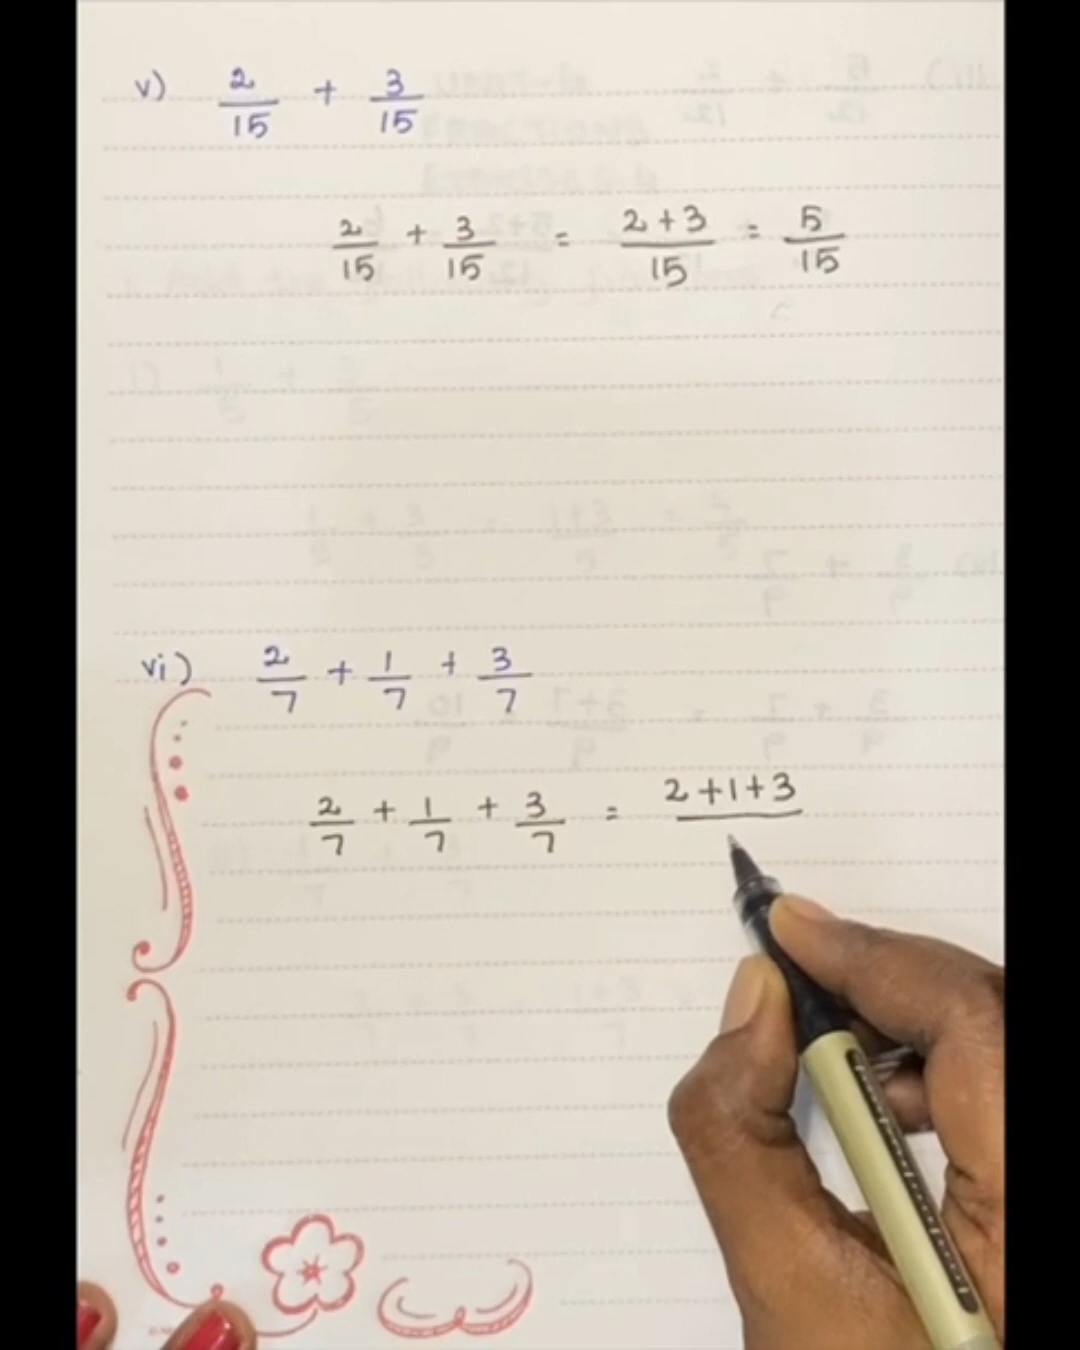 v) 2/15 + 3/15
2/15 + 3/15 = 2+3/15 = 5/15
vi) 2/7 + 1/7 + 3/7
2/7 + 1/7 + 3/7 = 2+1+3/